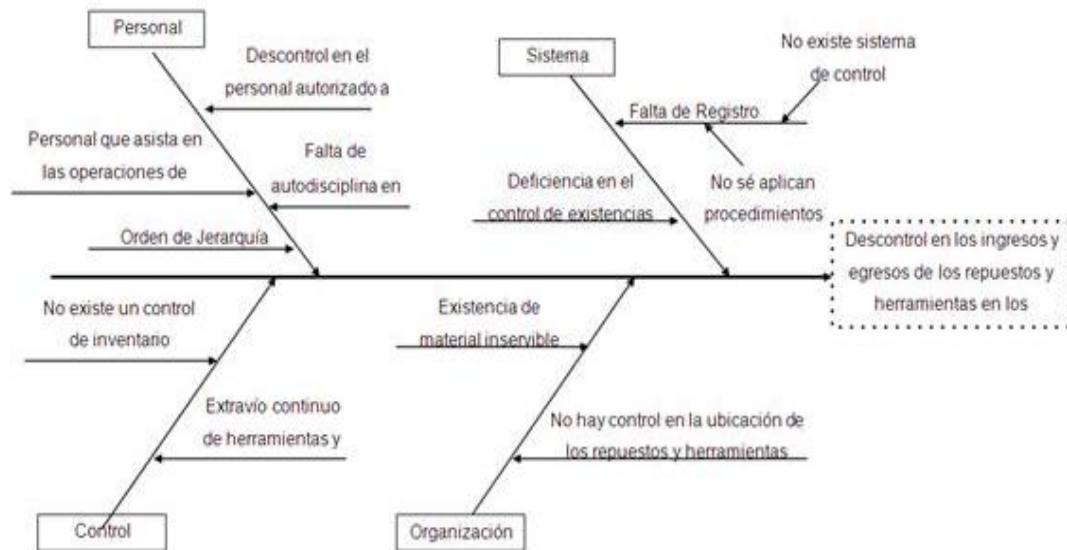 Personal
Descontrol en el
personal autorizado a
Personal que asista en
las operaciones de
Falta de
autodisciplina en
Orden de Jerarquía
Sistema
No existe sistema
de control
Falta de Registro
No sé aplican
procedimientos
Deficiencia en el
control de existencias
Descontrol en los ingresos y
egresos de los repuestos y
herramientas en los
No existe un control
de inventario
Extravío continuo
de herramientas y
Control
Existencia de
material inservible
No hay control en la ubicación de
los repuestos y herramientas
Organización